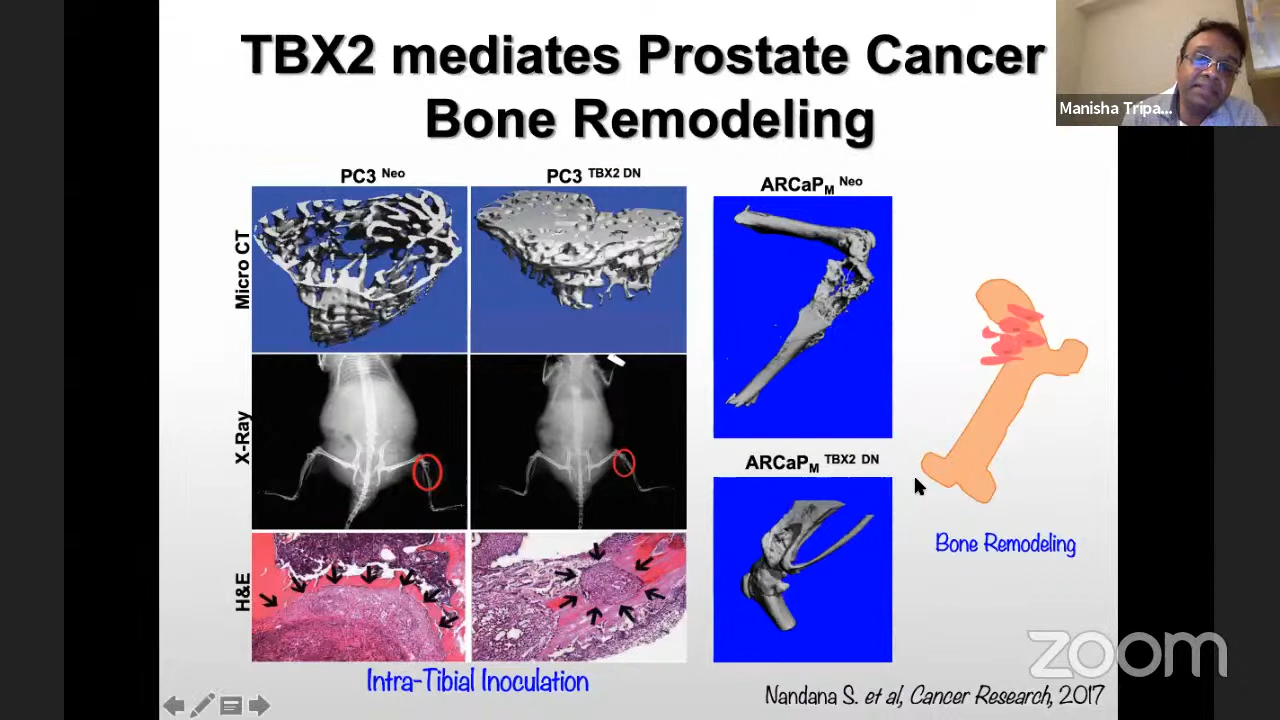 TBX2 mediates Prostate Cancer
Bone Remodeling
Manisha Tripa...
PC3 Neo
PC3 TBX2 DN
ARCaPM Neo
Micro CT
X-Ray
ARCaPM TBX2 DN
Bone Remodeling
H&E
Intra-Tibial Inoculation
zoom
Nandana S. et al, Cancer Research, 2017